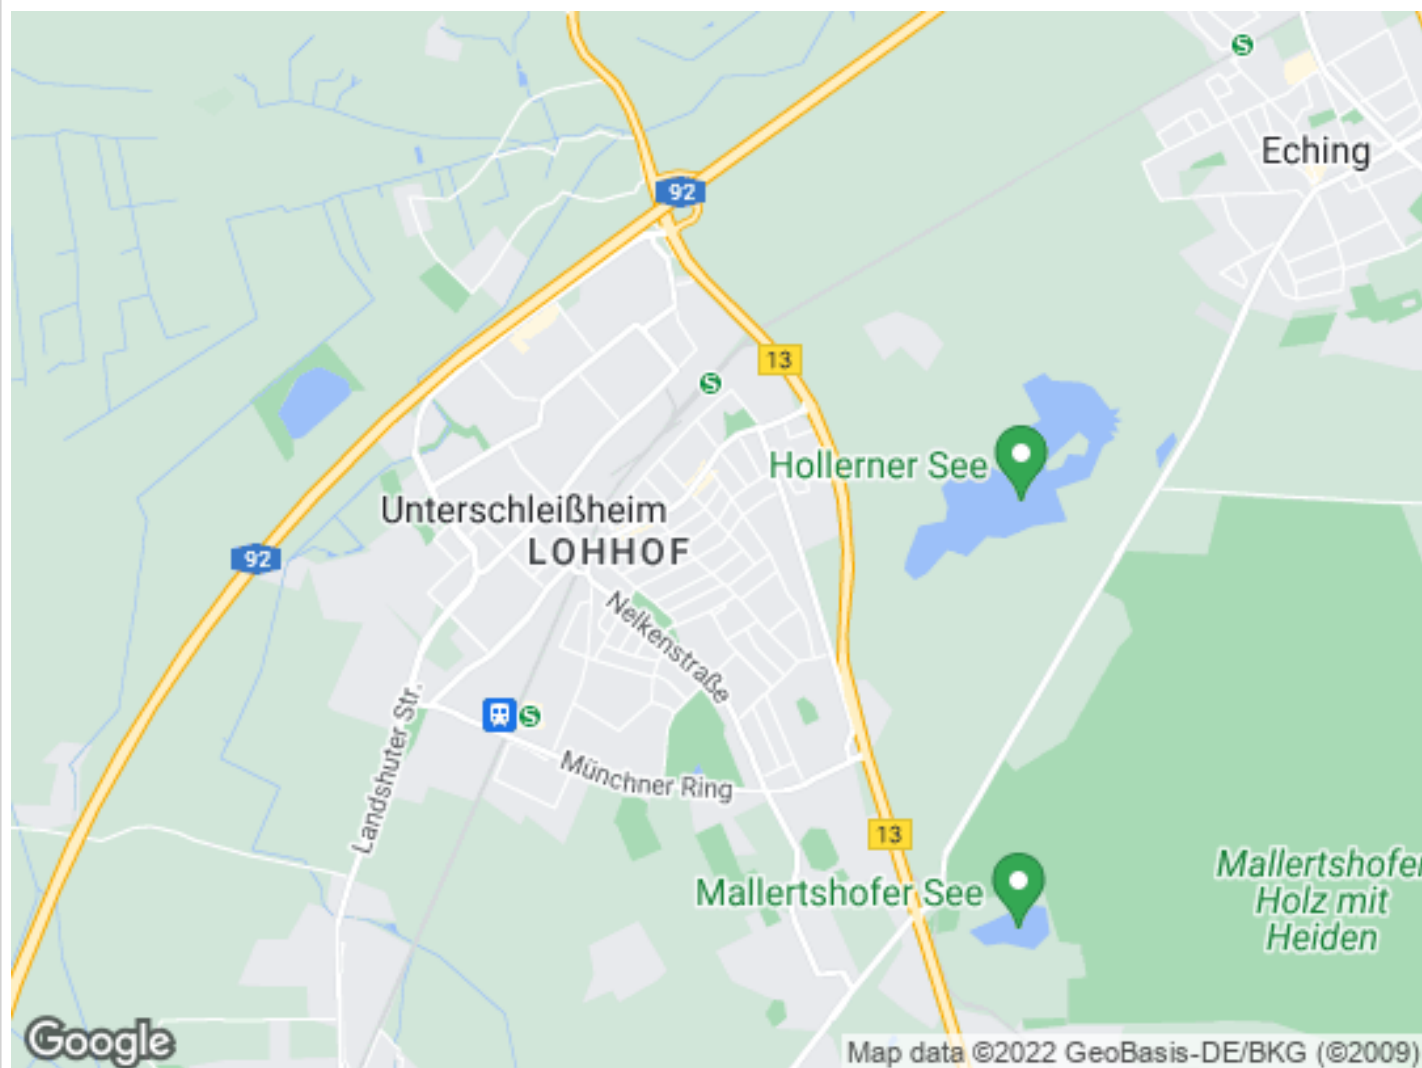 S
Eching
92
13
S
Hollerner See
Unterschleißheim
LOHHOF
92
Nelkenstraße
Landshuter Str.
S
Münchner Ring
13
Mallertshofer See
Mallertshofer
Holz mit
Heiden
Google
Map data ©2022 GeoBasis-DE/BKG (©2009)